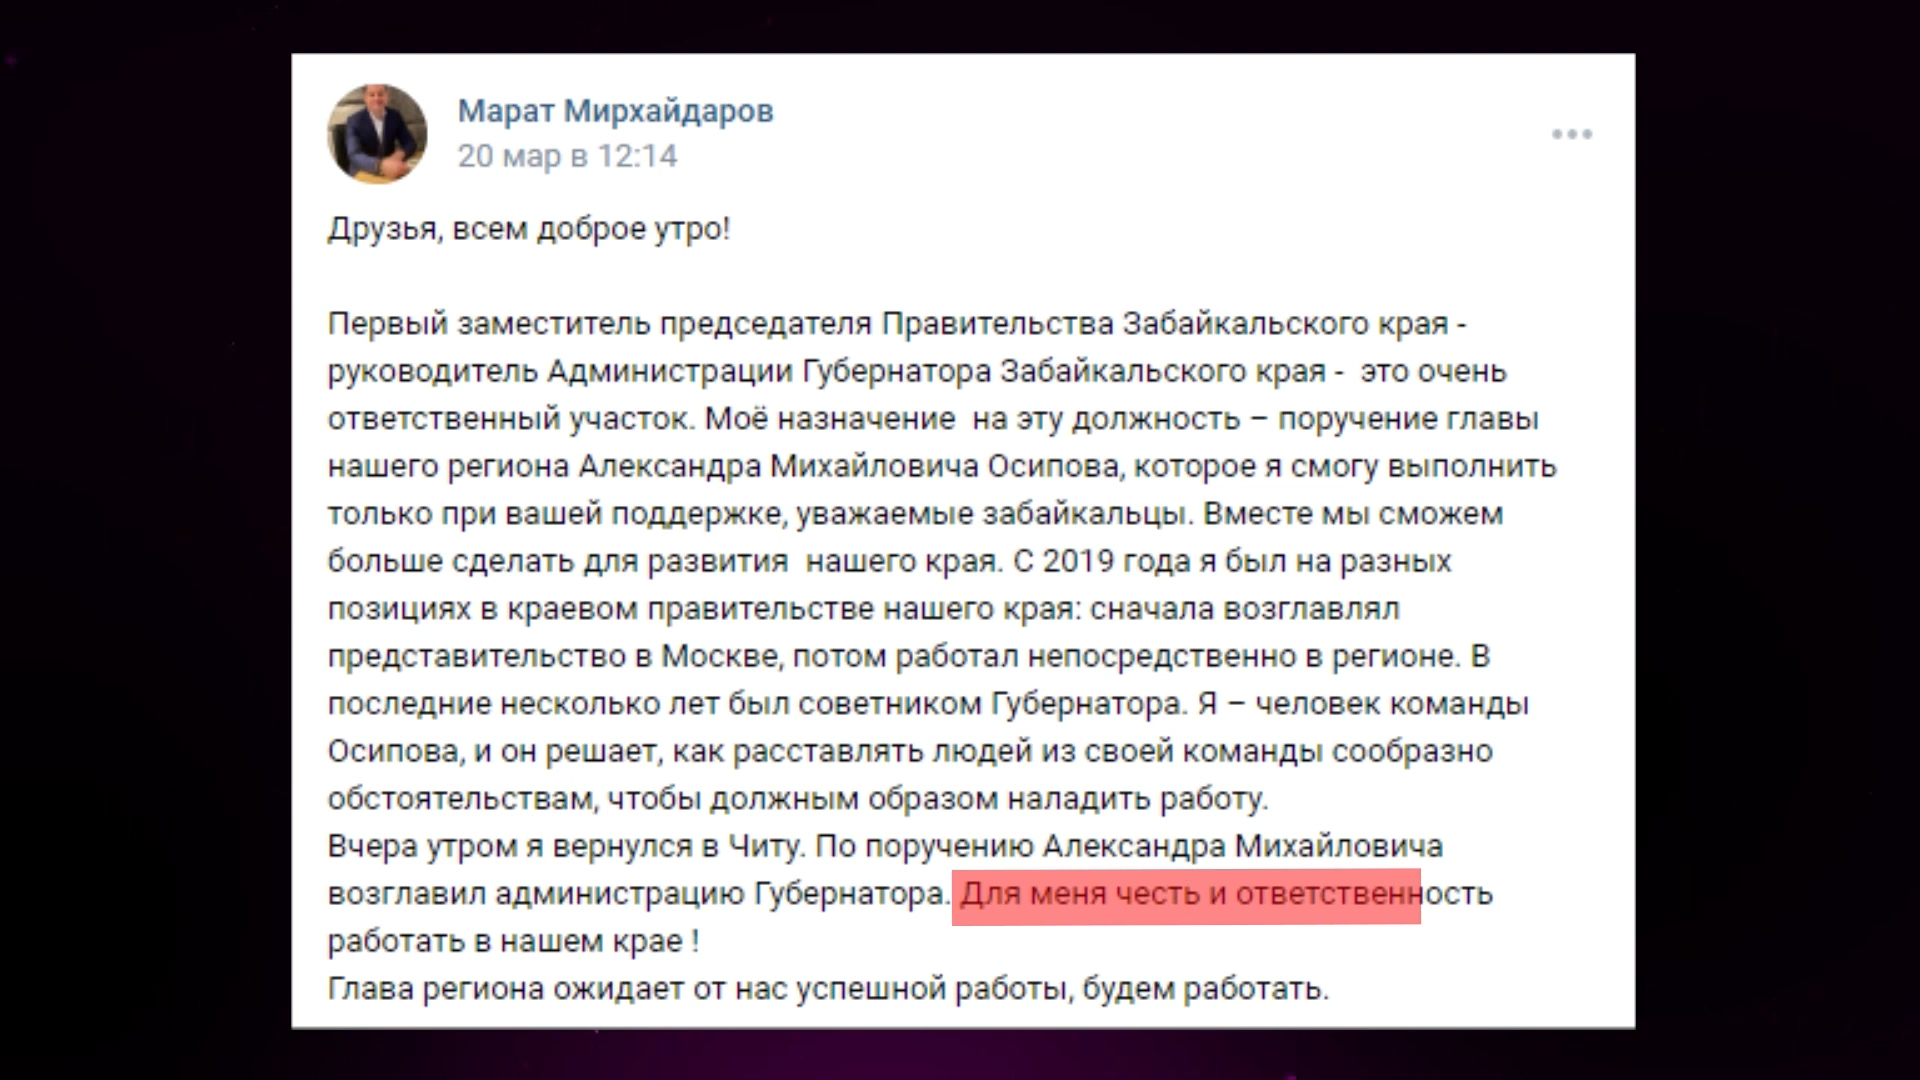 Марат Мирхайдаров
20 мар в 12:14
Друзья, всем доброе утро!
Первый заместитель председателя Правительства Забайкальского края -
руководитель Администрации Губернатора Забайкальского края -  это очень
ответственный участок. Моё назначение  на эту должность – поручение главы
нашего региона Александра Михайловича Осипова, которое я смогу выполнить
только при вашей поддержке, уважаемые забайкальцы. Вместе мы сможем
больше сделать для развития  нашего края. С 2019 года я был на разных
позициях в краевом правительстве нашего края: сначала возглавлял
представительство в Москве, потом работал непосредственно в регионе. В
последние несколько лет был советником Губернатора. Я – человек команды
Осипова, и он решает, как расставлять людей из своей команды сообразно
обстоятельствам, чтобы должным образом наладить работу.
Вчера утром я вернулся в Читу. По поручению Александра Михайловича
возглавил администрацию Губернатора. Для меня честь и ответственность
работать в нашем крае !
Глава региона ожидает от нас успешной работы, будем работать.